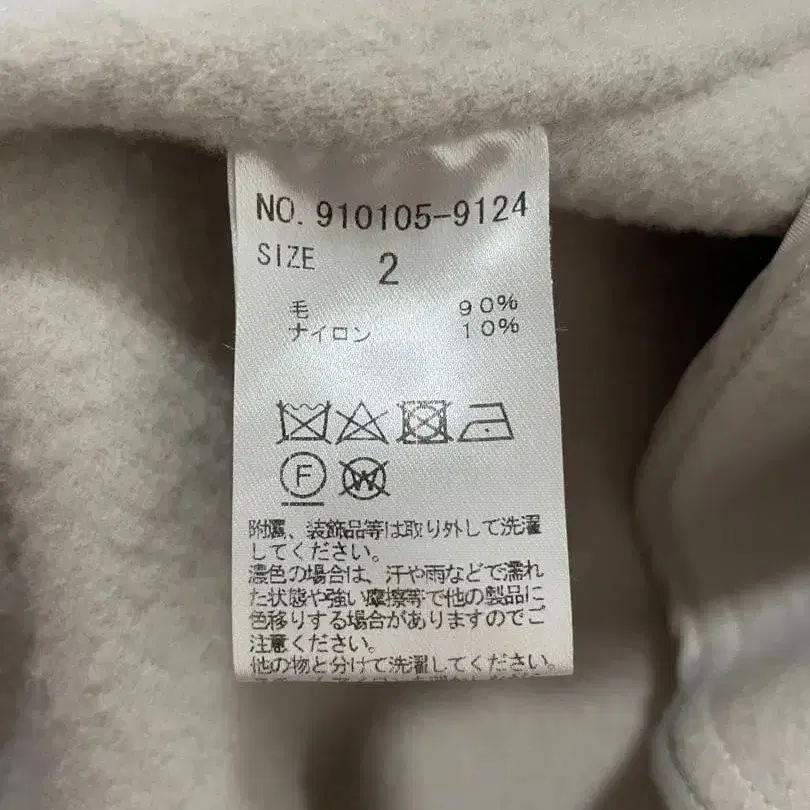 NO. 910105-9124
SIZE 2
毛 90%
ナイロン 10%
F
W
附属、装飾品等は取り外して洗濯
してください。
濃色の場合は、汗や雨などで濡れ
た状態や強い摩擦等で他の製品に
色移りする場合がありますのでご
注意ください。
他の物と分けて洗濯してください。